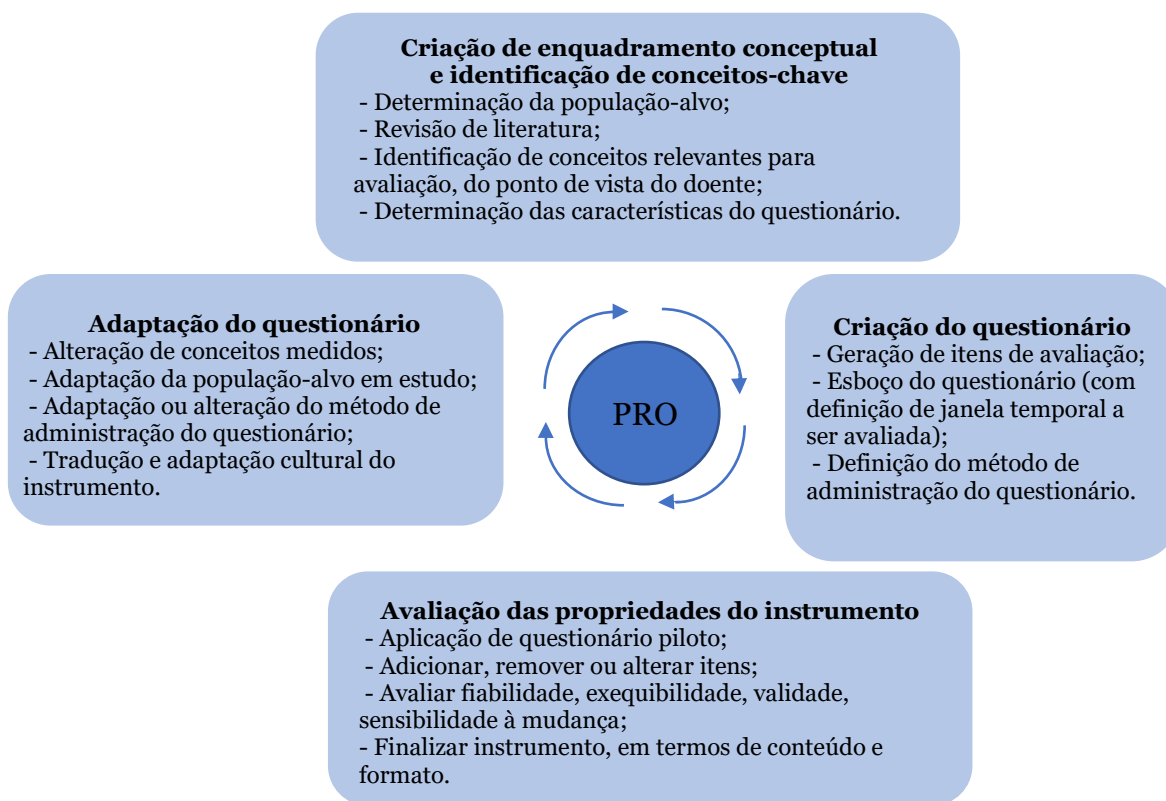 Criação de enquadramento conceptual
e identificação de conceitos-chave
- Determinação da população-alvo;
- Revisão de literatura;
- Identificação de conceitos relevantes para
avaliação, do ponto de vista do doente;
- Determinação das características do questionário.
Adaptação do questionário
- Alteração de conceitos medidos;
- Adaptação da população-alvo em estudo;
- Adaptação ou alteração do método de
administração do questionário;
- Tradução e adaptação cultural do
instrumento.
PRO
Criação do questionário
- Geração de itens de avaliação;
- Esboço do questionário (com
definição de janela temporal a
ser avaliada);
- Definição do método de
administração do questionário.
Avaliação das propriedades do instrumento
- Aplicação de questionário piloto;
- Adicionar, remover ou alterar itens;
- Avaliar fiabilidade, exequibilidade, validade,
sensibilidade à mudança;
- Finalizar instrumento, em termos de conteúdo e
formato.